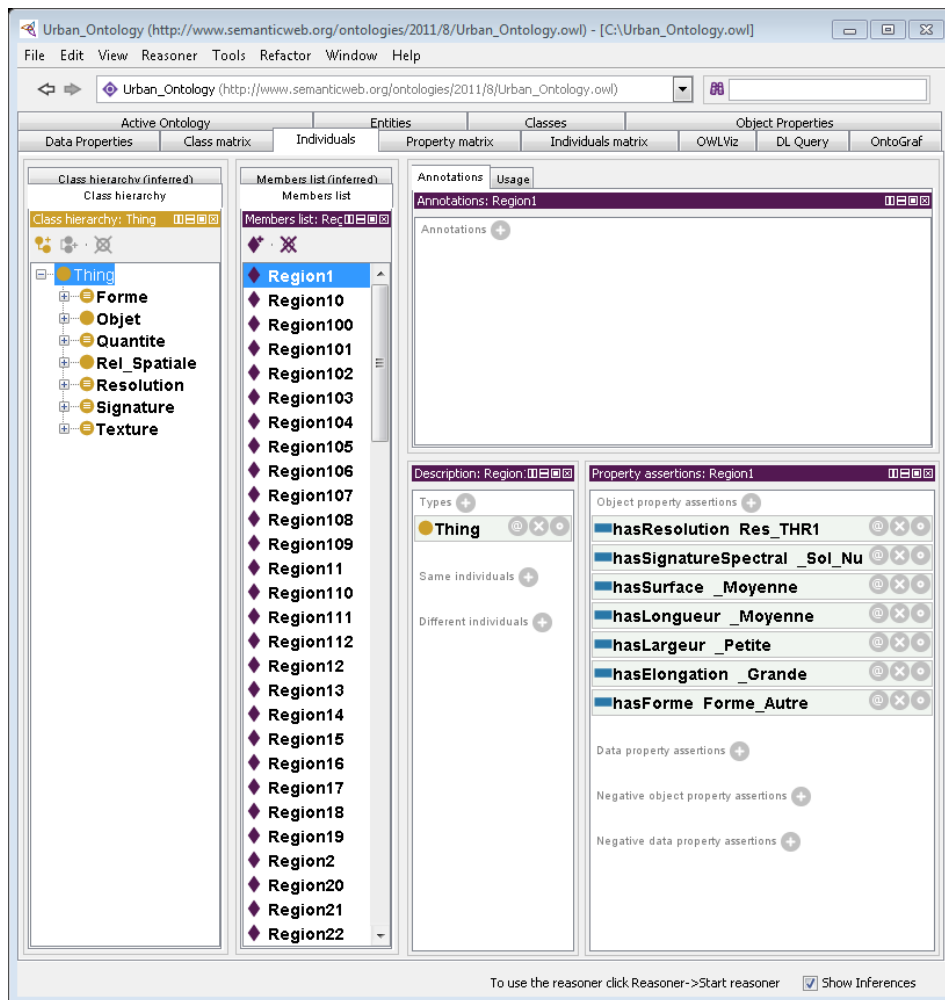 Urban_Ontology (http://www.semanticweb.org/ontologies/2011/8/Urban_Ontology.owl) - [C:\Urban_Ontology.owl]
File Edit View Reasoner Tools Refactor Window Help
Urban_Ontology (http://www.semanticweb.org/ontologies/2011/8/Urban_Ontology.owl)
Active Ontology Entities Classes Object Properties
Data Properties Class matrix Individuals Property matrix Individuals matrix OWLViz DL Query OntoGraf
Class hierarchy (inferred)
Class hierarchy
Class hierarchy: Thing
Thing
Forme
Objet
Quantite
Rel_Spatiale
Resolution
Signature
Texture
Members list (inferred)
Members list
Members list: Reg
Region1
Region10
Region100
Region101
Region102
Region103
Region104
Region105
Region106
Region107
Region108
Region109
Region11
Region110
Region111
Region112
Region12
Region13
Region14
Region15
Region16
Region17
Region18
Region19
Region2
Region20
Region21
Region22
Annotations Usage
Annotations: Region1
Annotations
Description: Region
Types
Thing
Same individuals
Different individuals
Property assertions: Region1
Object property assertions
hasResolution Res_THR1
hasSignatureSpectral _Sol_Nu
hasSurface _Moyenne
hasLongueur _Moyenne
hasLargeur _Petite
hasElongation _Grande
hasForme Forme_Autre
Data property assertions
Negative object property assertions
Negative data property assertions
To use the reasoner click Reasoner->Start reasoner Show Inferences